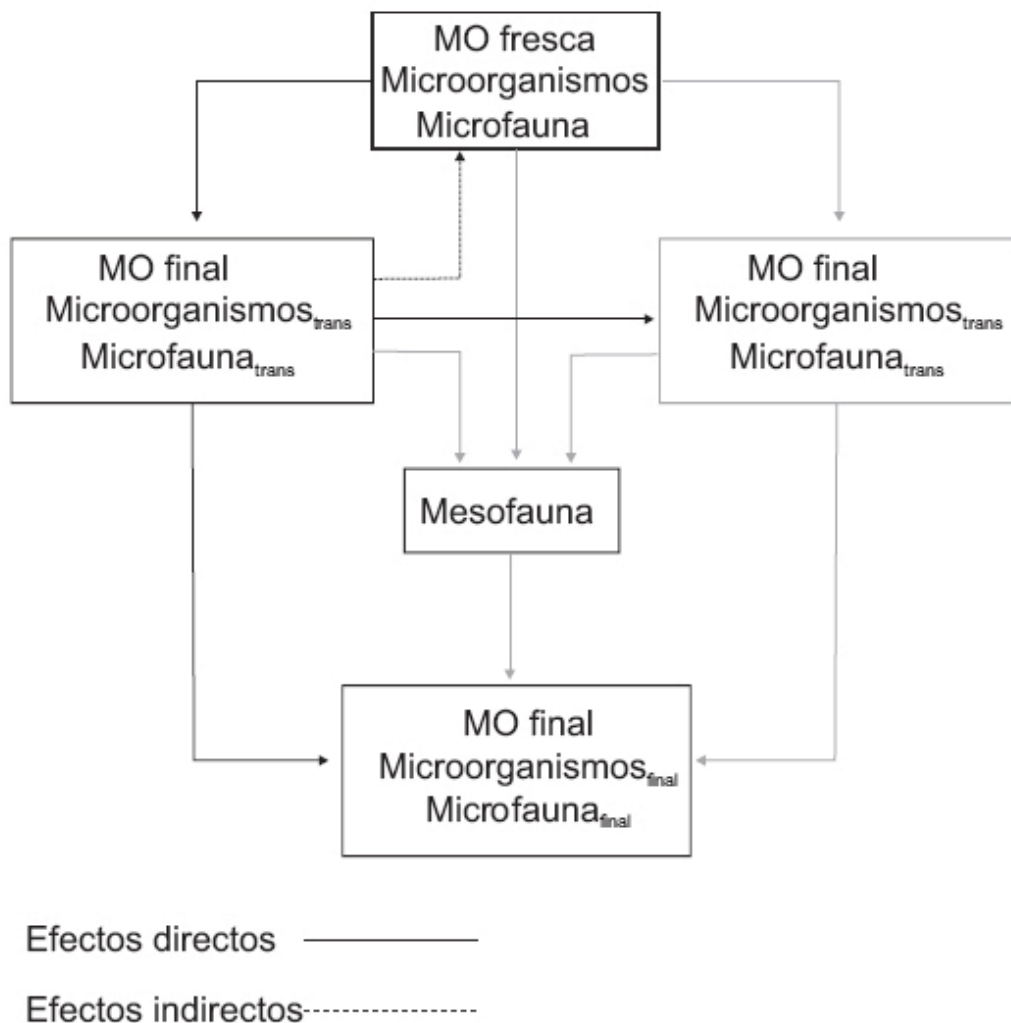 MO fresca
Microorganismos
Microfauna
MO final
Microorganismostrans
Microfaunatrans
MO final
Microorganismostrans
Microfaunatrans
Mesofauna
MO final
Microorganismosfinal
Microfaunafinal
Efectos directos
Efectos indirectos